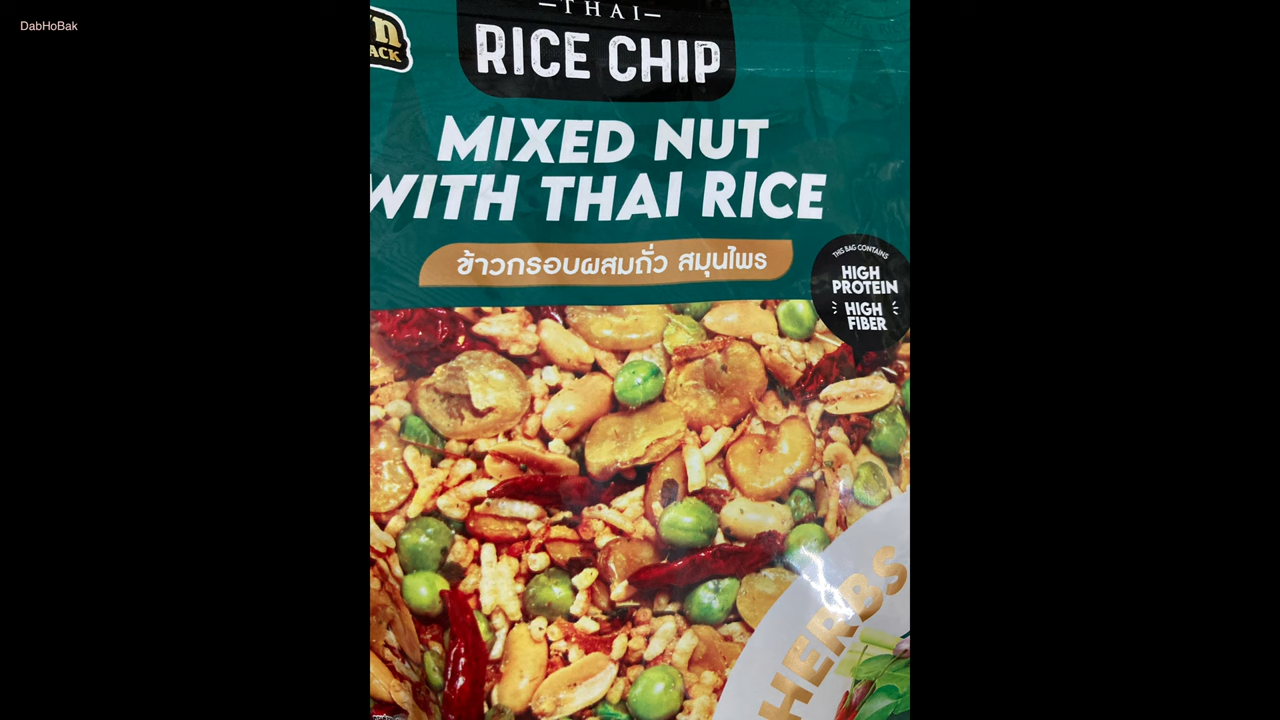 DabHoBak
THAI
RICE CHIP
MIXED NUT
WITH THAI RICE
ข้าวกรอบผสมถั่ว สมุนไพร
THIS BAG CONTAINS
HIGH
PROTEIN
HIGH
FIBER
HERBS